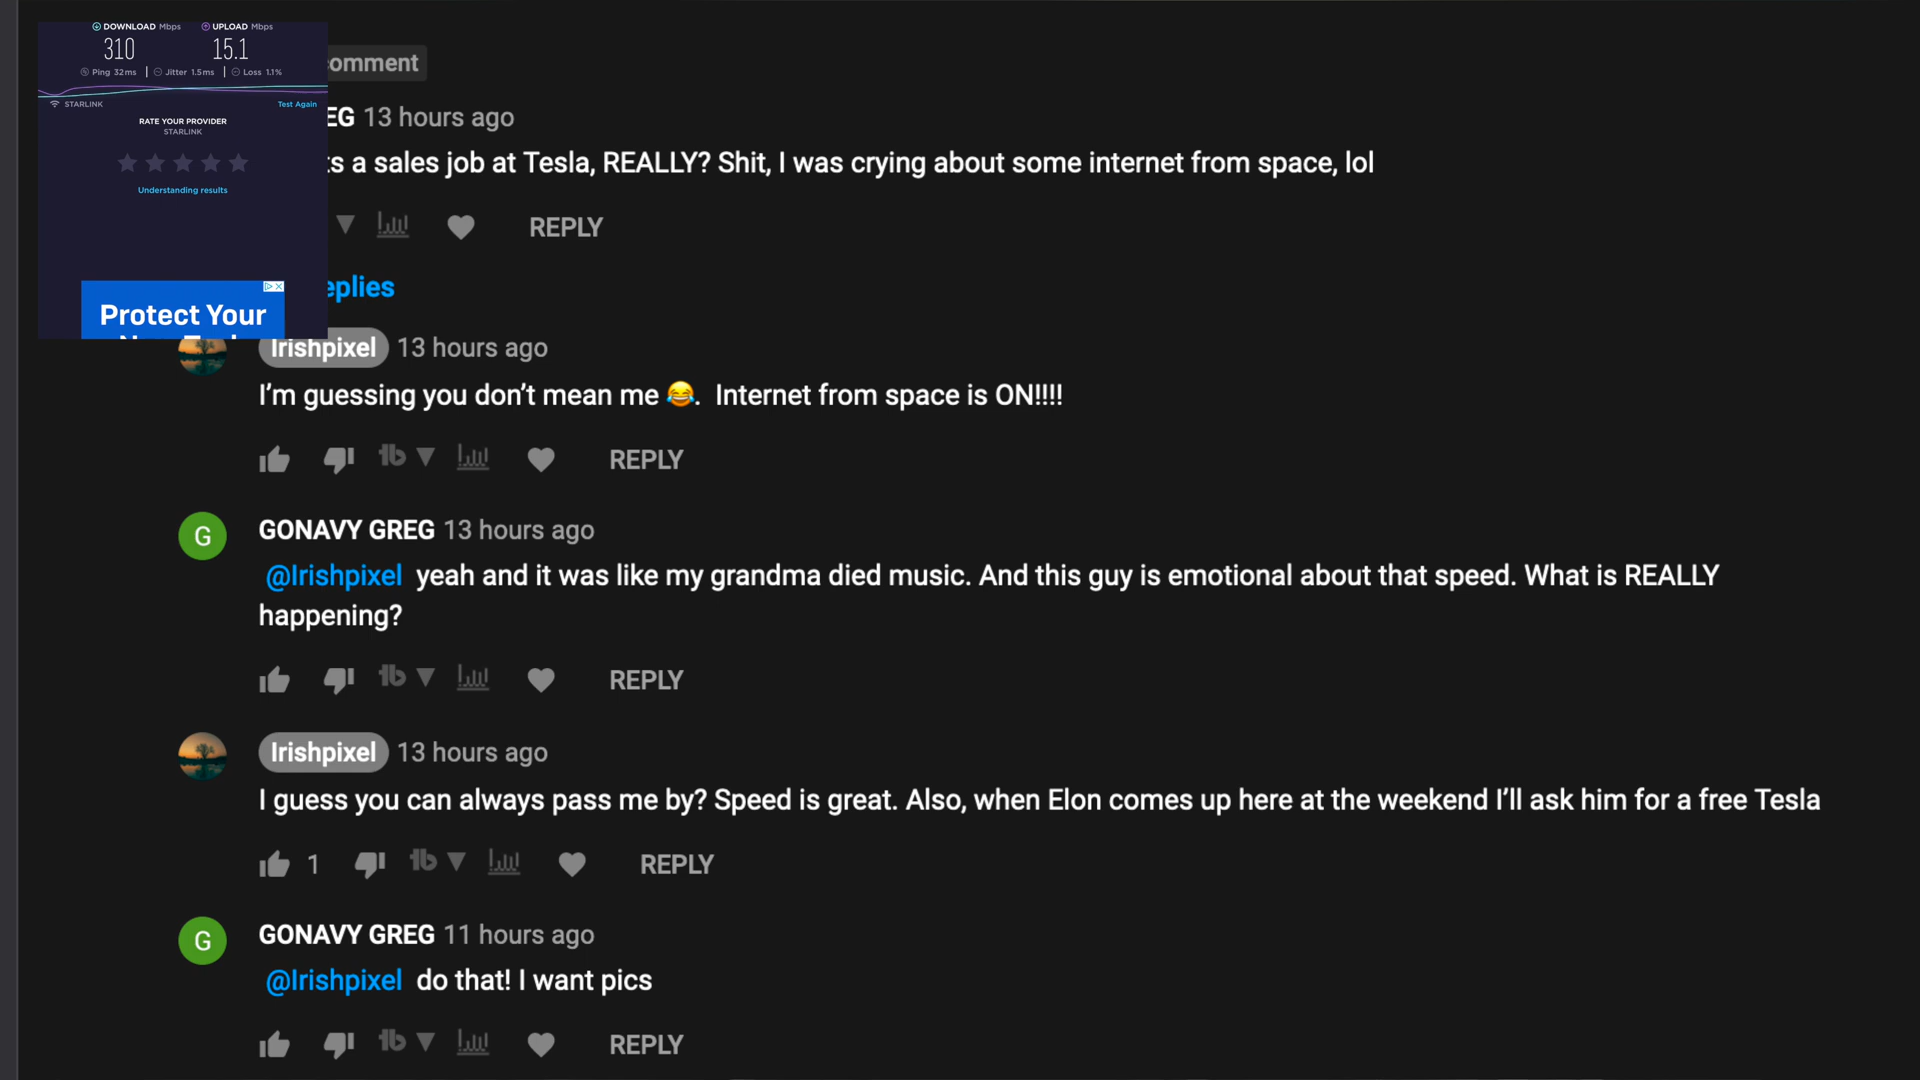 DOWNLOAD Mbps UPLOAD Mbps
310 15.1
Ping 32ms Jitter 1.5ms Loss 1.1%
STARLINK Test Again
RATE YOUR PROVIDER
STARLINK
Understanding results
Protect Your
omment
EG 13 hours ago
ts a sales job at Tesla, REALLY? Shit, I was crying about some internet from space, lol
REPLY
eplies
Irishpixel 13 hours ago
I'm guessing you don't mean me 😂. Internet from space is ON!!!!
REPLY
G GONAVY GREG 13 hours ago
@Irishpixel yeah and it was like my grandma died music. And this guy is emotional about that speed. What is REALLY
happening?
REPLY
Irishpixel 13 hours ago
I guess you can always pass me by? Speed is great. Also, when Elon comes up here at the weekend I'll ask him for a free Tesla
1 REPLY
G GONAVY GREG 11 hours ago
@Irishpixel do that! I want pics
REPLY